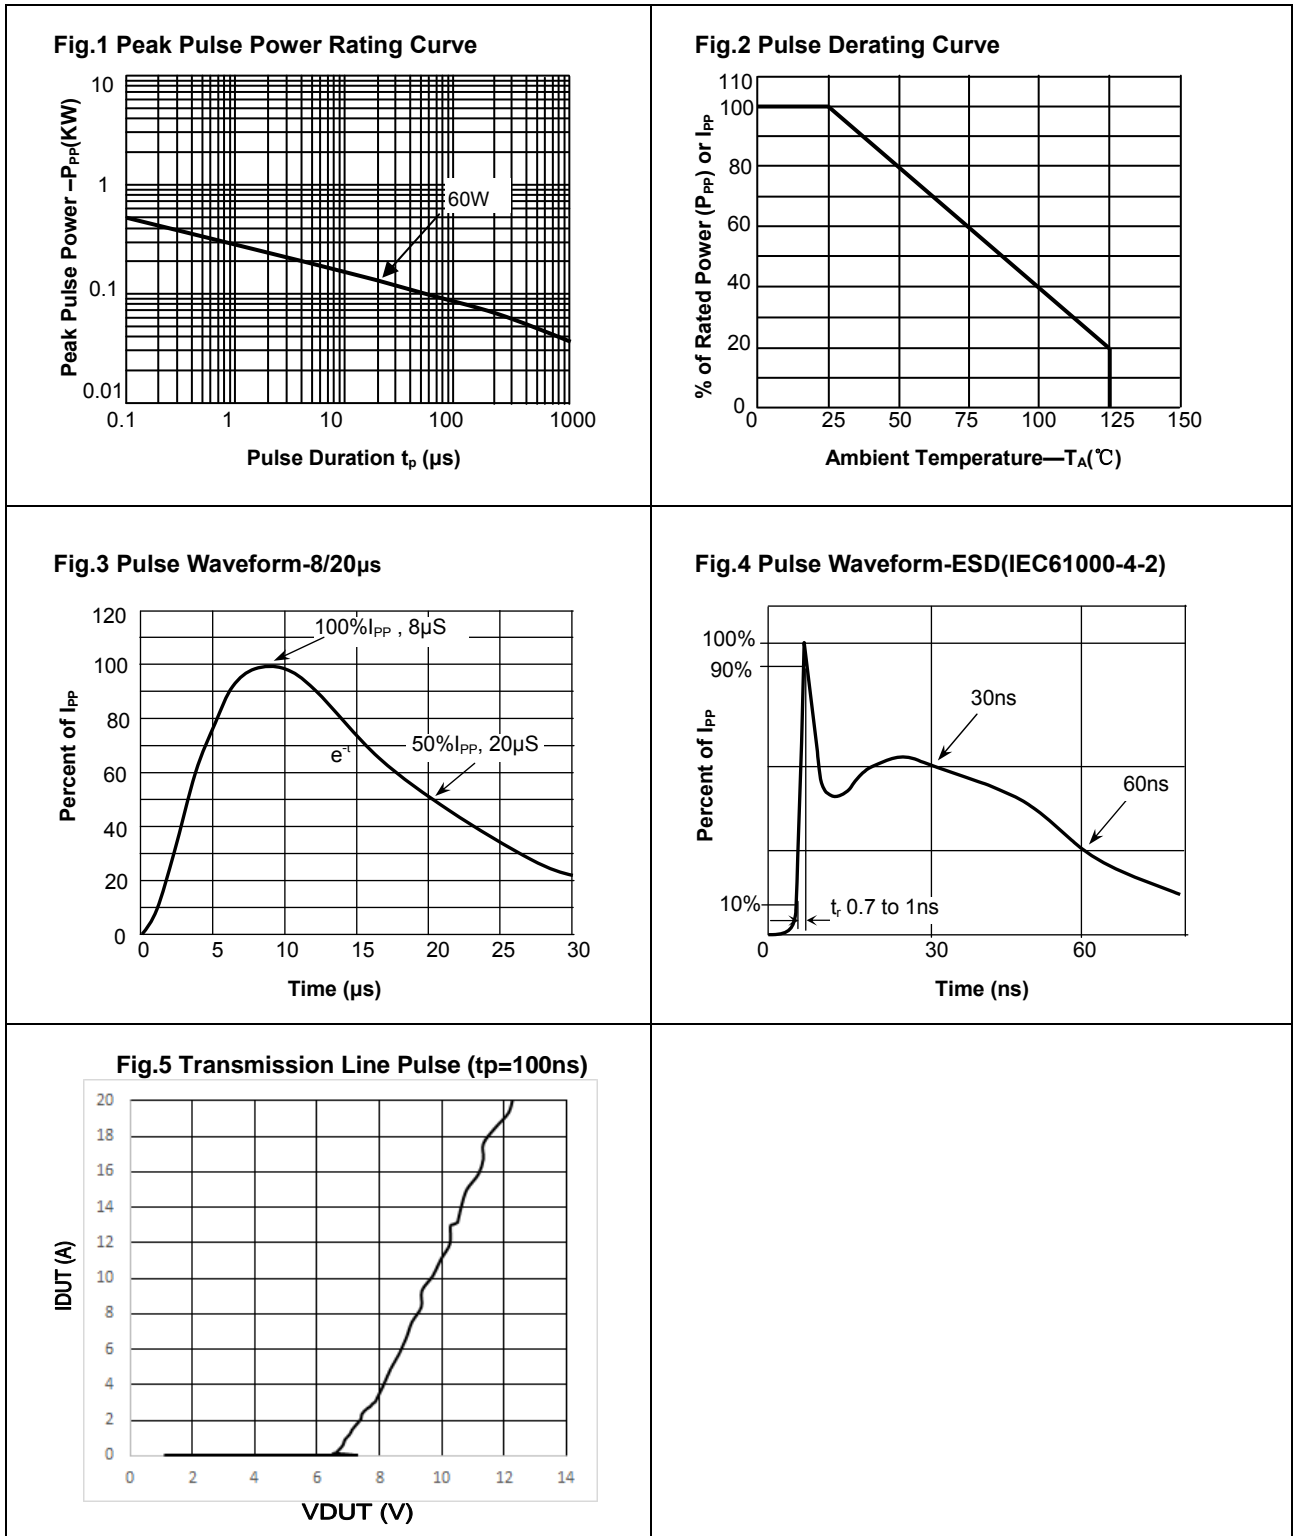 Fig.1 Peak Pulse Power Rating Curve
Peak Pulse Power –PPP(KW)
10
1
0.1
0.01
60W
0.1 1 10 100 1000
Pulse Duration tp (µs)
Fig.2 Pulse Derating Curve
% of Rated Power (PPP) or IPP
110
100
80
60
40
20
0
0 25 50 75 100 125 150
Ambient Temperature—TA(℃)
Fig.3 Pulse Waveform-8/20µs
Percent of IPP
120
100
80
60
40
20
0
100%IPP , 8µS
e-t
50%IPP, 20µS
0 5 10 15 20 25 30
Time (µs)
Fig.4 Pulse Waveform-ESD(IEC61000-4-2)
Percent of IPP
100%
90%
10%
30ns
60ns
tr 0.7 to 1ns
0 30 60
Time (ns)
Fig.5 Transmission Line Pulse (tp=100ns)
IDUT (A)
20
18
16
14
12
10
8
6
4
2
0
0 2 4 6 8 10 12 14
VDUT (V)